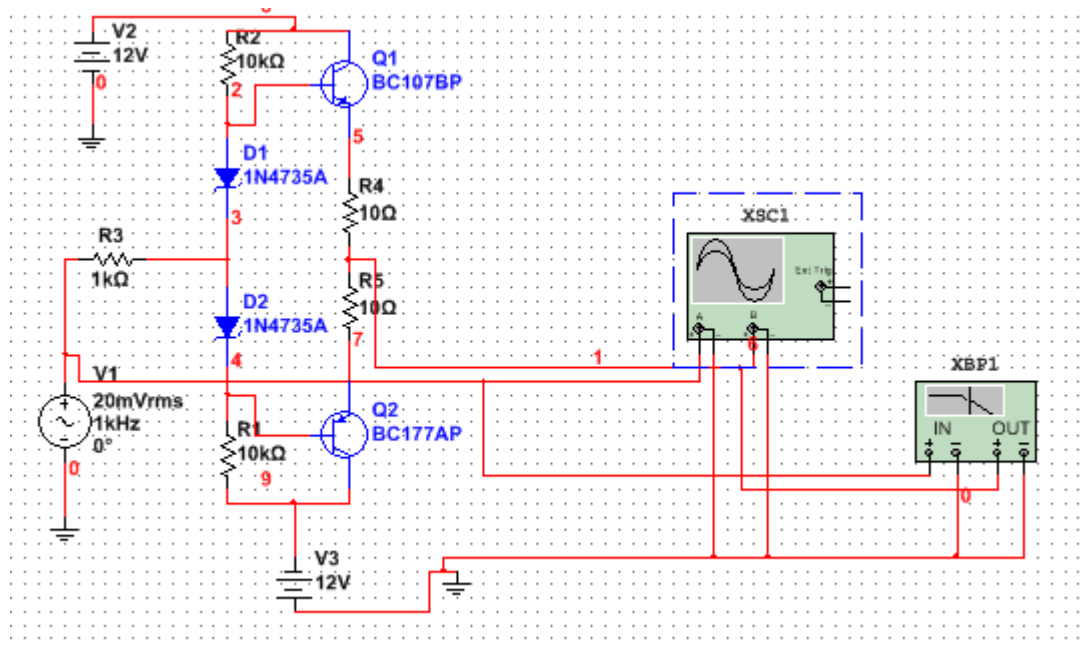 V2
12V
0
R2
10kΩ
2
Q1
BC107BP
5
D1
1N4735A
3
R4
10Ω
R3
1kΩ
XSC1
Ext Trig
+
-
A
B
+
-
+
-
6
R5
10Ω
D2
1N4735A
7
4
1
V1
20mVrms
1kHz
0°
0
XBP1
IN
OUT
+
-
+
-
0
Q2
BC177AP
R1
10kΩ
9
V3
12V